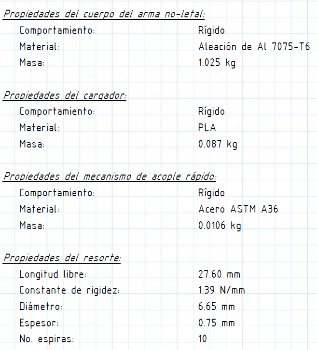 Propiedades del cuerpo del arma no-letal:
Comportamiento: Rígido
Material: Aleación de Al 7075-T6
Masa: 1.025 kg
Propiedades del cargador:
Comportamiento: Rígido
Material: PLA
Masa: 0.087 kg
Propiedades del mecanismo de acople rápido:
Comportamiento: Rígido
Material: Acero ASTM A36
Masa: 0.0106 kg
Propiedades del resorte:
Longitud libre: 27.60 mm
Constante de rigidez: 1.39 N/mm
Diámetro: 6.65 mm
Espesor: 0.75 mm
No. espiras: 10